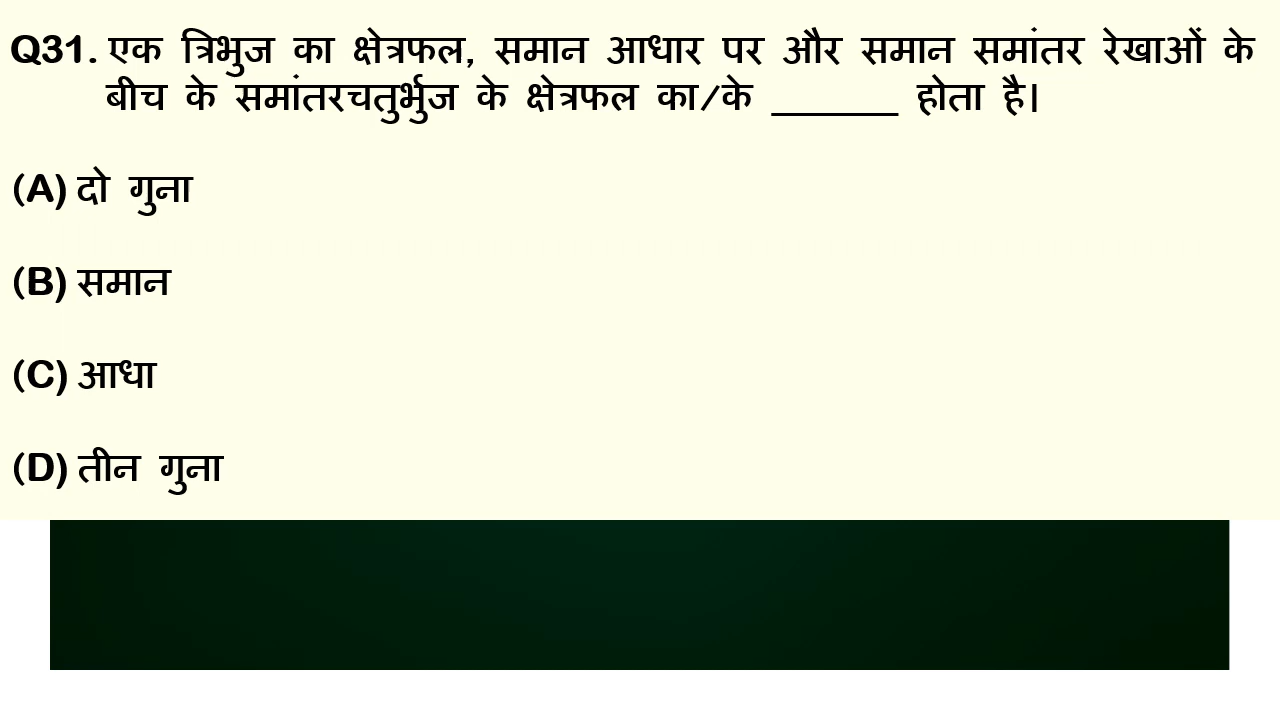 Q31. एक त्रिभुज का क्षेत्रफल, समान आधार पर और समान समांतर रेखाओं के
बीच के समांतरचतुर्भुज के क्षेत्रफल का/के _______ होता है।
(A) दो गुना
(B) समान
(C) आधा
(D) तीन गुना